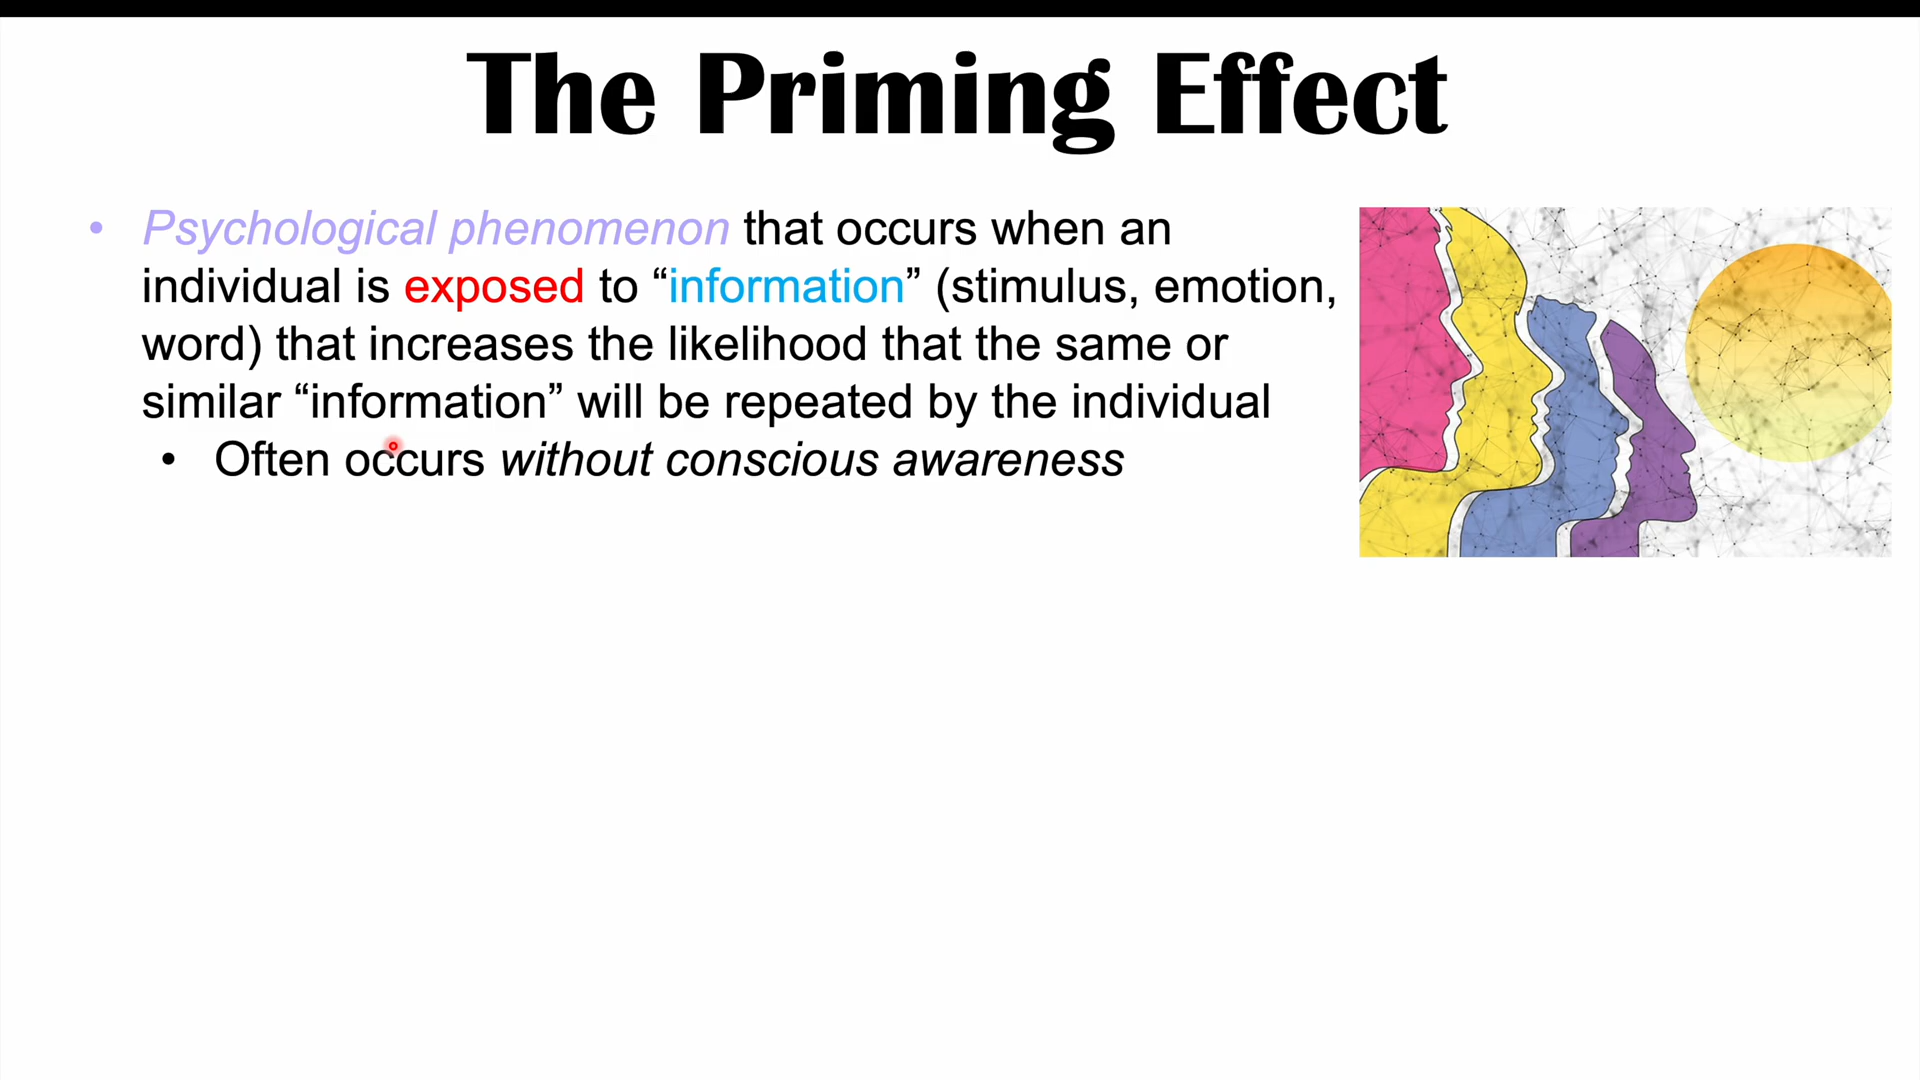 The Priming Effect
• Psychological phenomenon that occurs when an
individual is exposed to “information” (stimulus, emotion,
word) that increases the likelihood that the same or
similar “information” will be repeated by the individual
• Often occurs without conscious awareness